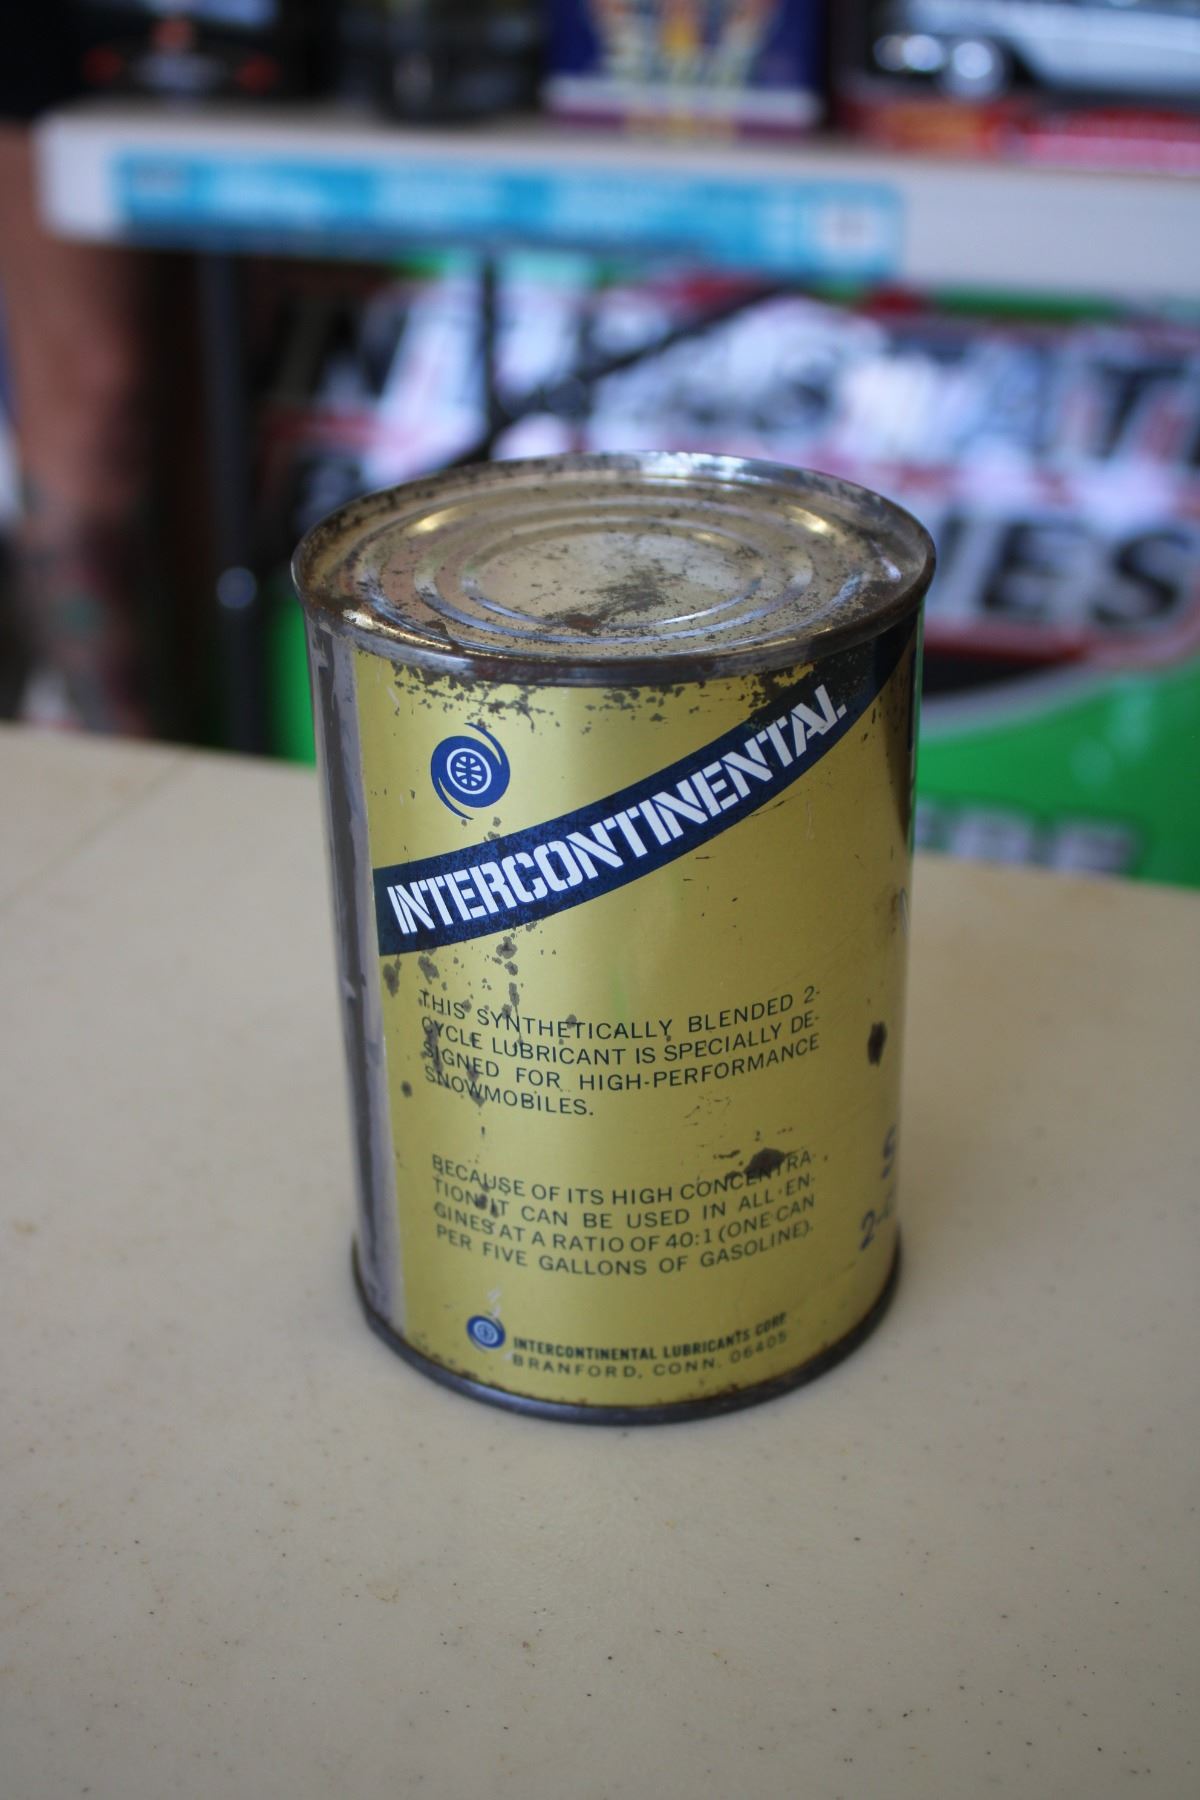 INTERCONTINENTAL
THIS SYNTHETICALLY BLENDED 2-
CYCLE LUBRICANT IS SPECIALLY DE-
SIGNED FOR HIGH-PERFORMANCE
SNOWMOBILES.
BECAUSE OF ITS HIGH CONCENTRA-
TION IT CAN BE USED IN ALL EN-
GINES AT A RATIO OF 40:1 (ONE CAN
PER FIVE GALLONS OF GASOLINE).
INTERCONTINENTAL LUBRICANTS CORP.
BRANFORD, CONN. 06405